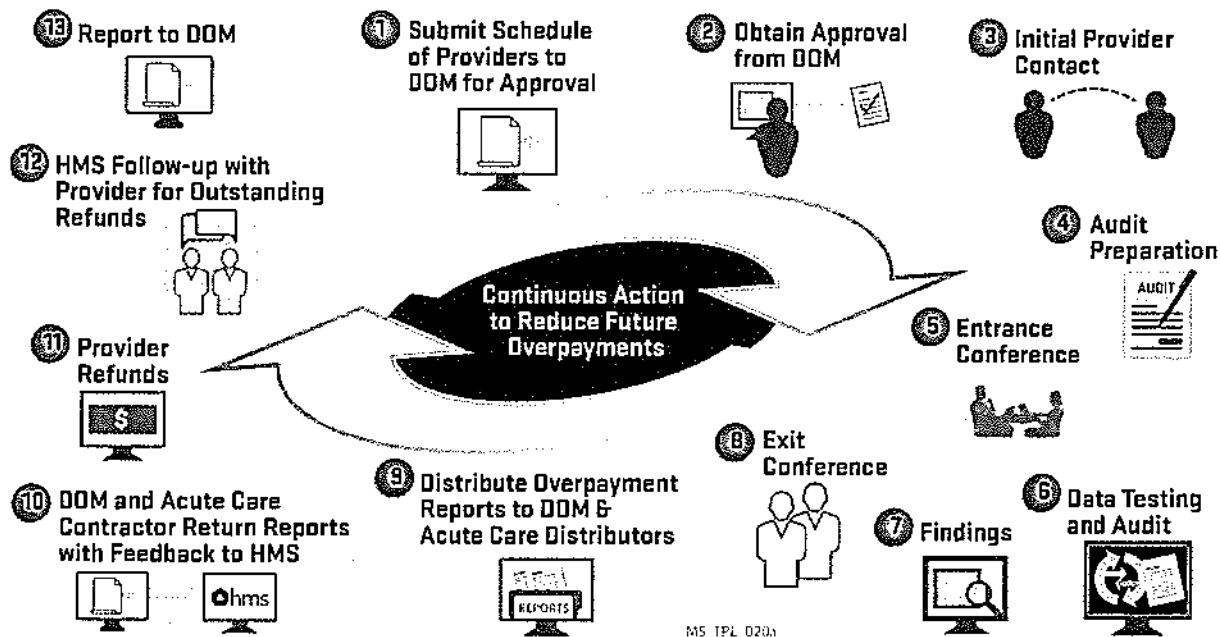 13 Report to DOM
1 Submit Schedule
of Providers to
DOM for Approval
2 Obtain Approval
from DOM
3 Initial Provider
Contact
12 HMS Follow-up with
Provider for Outstanding
Refunds
4 Audit
Preparation
AUDIT
Continuous Action
to Reduce Future
Overpayments
5 Entrance
Conference
11 Provider
Refunds
$
8 Exit
Conference
6 Data Testing
and Audit
7 Findings
9 Distribute Overpayment
Reports to DOM &
Acute Care Distributors
REPORTS
10 DOM and Acute Care
Contractor Return Reports
with Feedback to HMS
hms